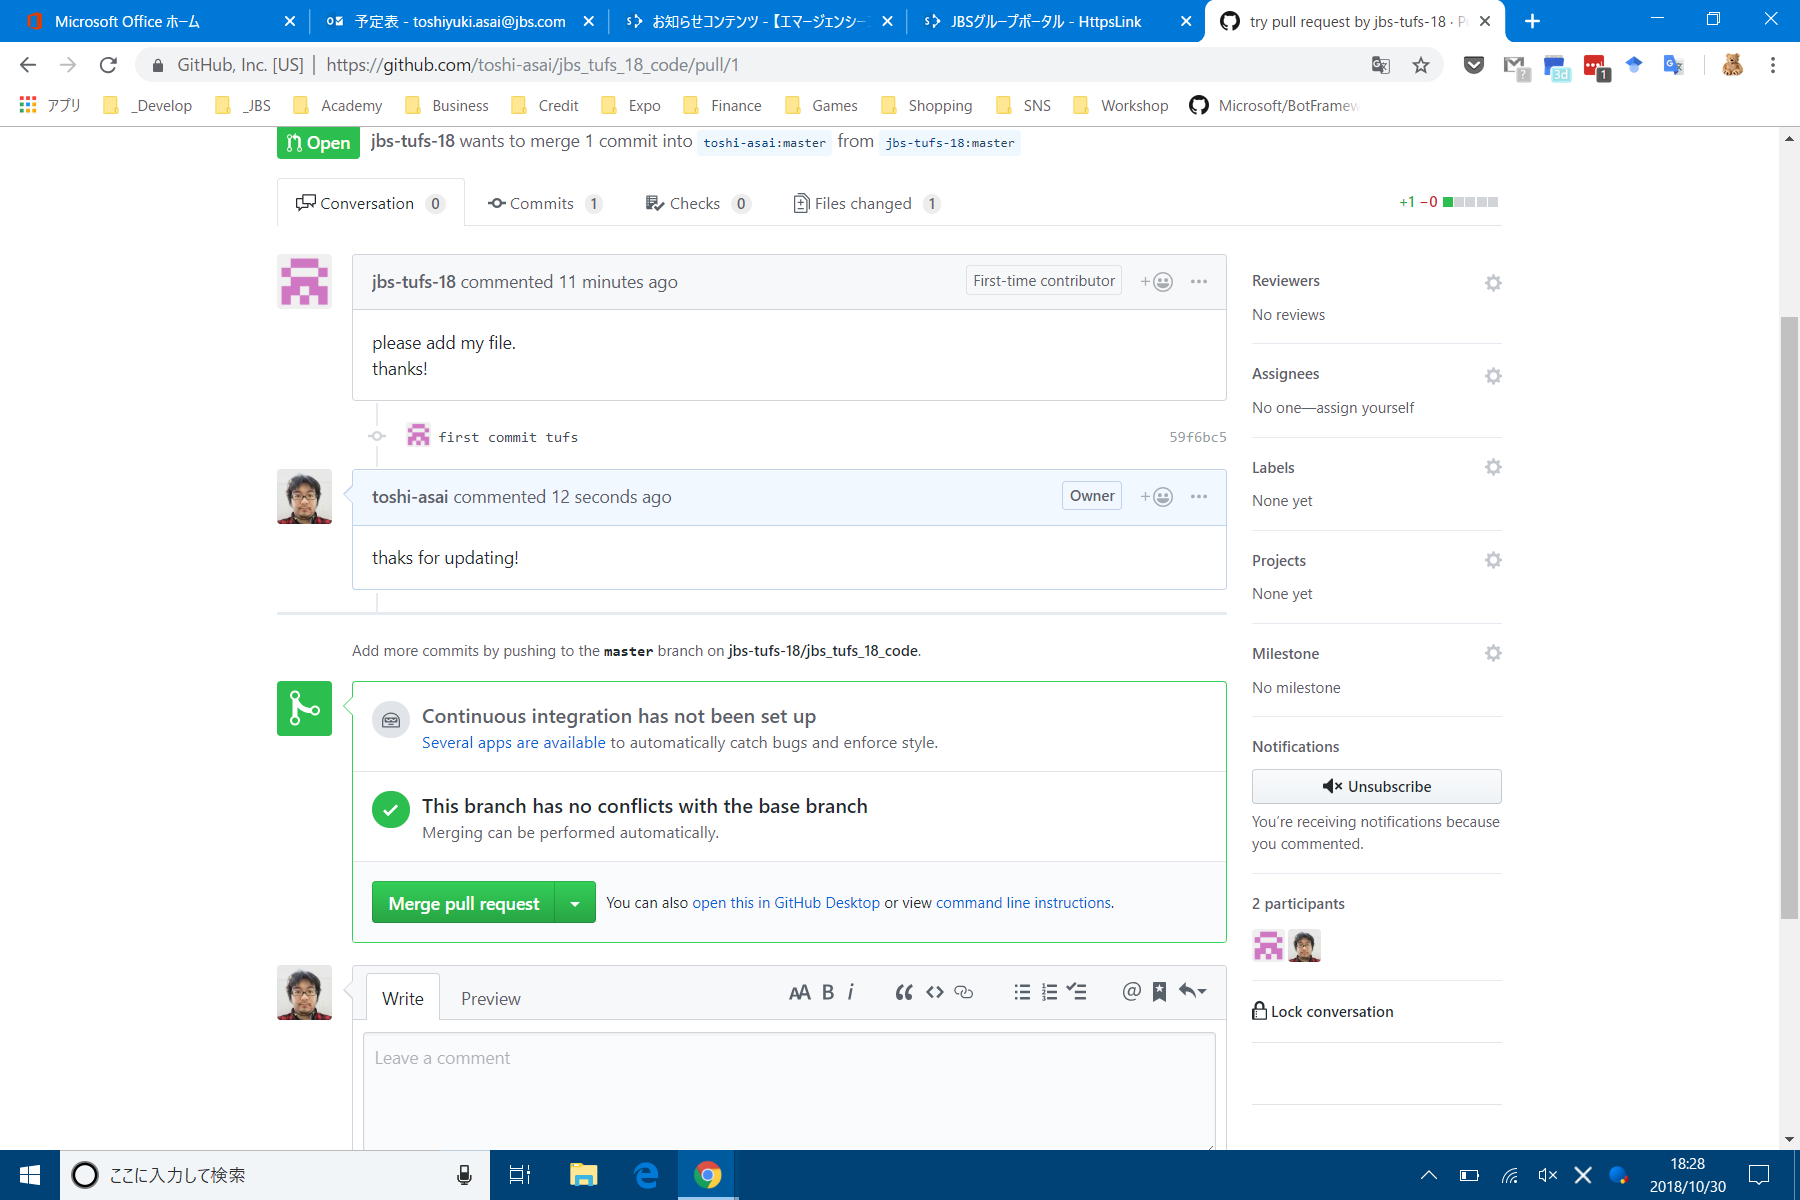 Microsoft Office ホーム
予定表 - toshiyuki.asai@jbs.com
お知らせコンテンツ - 【エマージェンシー
JBSグループポータル - HttpsLink
try pull request by jbs-tufs-18 · P
GitHub, Inc. [US] | https://github.com/toshi-asai/jbs_tufs_18_code/pull/1
?
3d
1
アプリ
_Develop
_JBS
Academy
Business
Credit
Expo
Finance
Games
Shopping
SNS
Workshop
Microsoft/BotFramew
Open
jbs-tufs-18 wants to merge 1 commit into toshi-asai:master from jbs-tufs-18:master
Conversation 0
Commits 1
Checks 0
Files changed 1
+1 −0
jbs-tufs-18 commented 11 minutes ago
First-time contributor
please add my file.
thanks!
first commit tufs
59f6bc5
toshi-asai commented 12 seconds ago
Owner
thaks for updating!
Add more commits by pushing to the master branch on jbs-tufs-18/jbs_tufs_18_code.
Continuous integration has not been set up
Several apps are available to automatically catch bugs and enforce style.
This branch has no conflicts with the base branch
Merging can be performed automatically.
Merge pull request
You can also open this in GitHub Desktop or view command line instructions.
Write
Preview
Leave a comment
Reviewers
No reviews
Assignees
No one—assign yourself
Labels
None yet
Projects
None yet
Milestone
No milestone
Notifications
Unsubscribe
You're receiving notifications because
you commented.
2 participants
Lock conversation
ここに入力して検索
18:28
2018/10/30